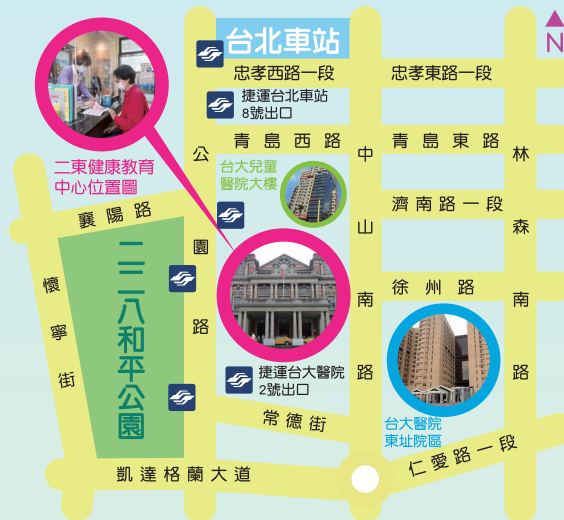 台北車站
N
忠孝西路一段
忠孝東路一段
捷運台北車站
8號出口
青島西路
青島東路
二東健康教育
中心位置圖
台大兒童
醫院大樓
公園路
中山南路
林森南路
濟南路一段
襄陽路
懷寧街
二二八和平公園
徐州路
捷運台大醫院
2號出口
常德街
台大醫院
東址院區
仁愛路一段
凱達格蘭大道